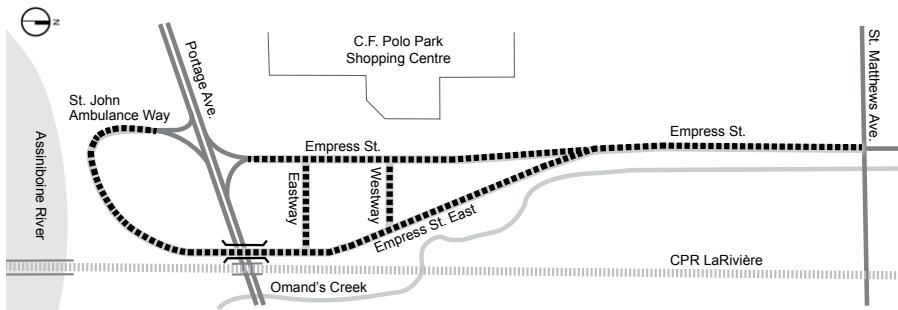 N
C.F. Polo Park
Shopping Centre
Portage Ave.
St. Matthews Ave.
St. John
Ambulance Way
Empress St.
Empress St.
Assiniboine River
Eastway
Westway
Empress St. East
CPR LaRivière
Omand's Creek